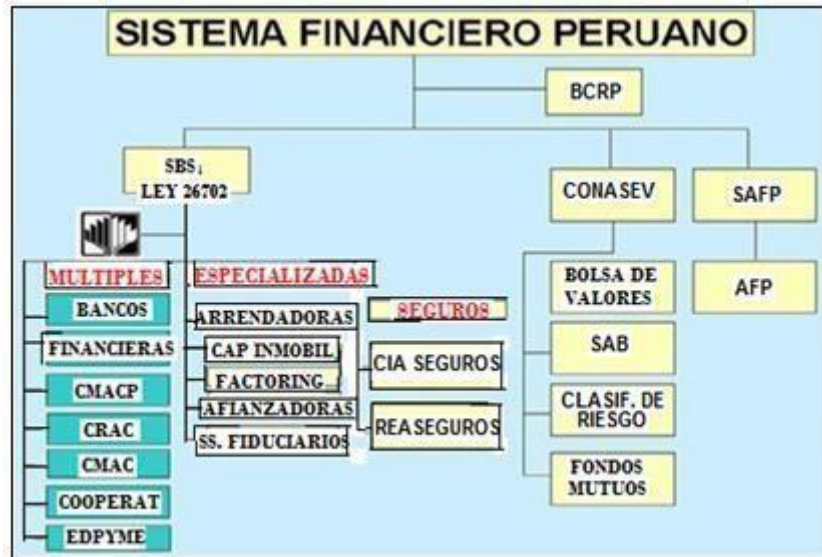 SISTEMA FINANCIERO PERUANO
BCRP
SBS;
LEY 26702
CONASEV
SAFP
MULTIPLES
BANCOS
FINANCIERAS
CMACP
CRAC
CMAC
COOPERAT
EDPYME
ESPECIALIZADAS
ARRENDADORAS
CAP INMOBIL
FACTORING
AFIANZADORAS
SS. FIDUCIARIOS
SEGUROS
CIA SEGUROS
REASEGUROS
BOLSA DE
VALORES
SAB
CLASIF. DE
RIESGO
FONDOS
MUTUOS
AFP